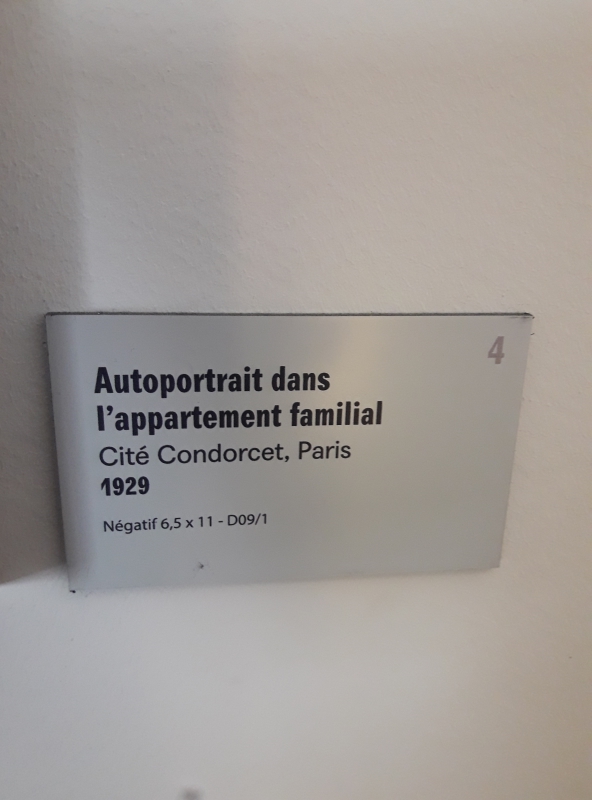 4
Autoportrait dans
l'appartement familial
Cité Condorcet, Paris
1929
Négatif 6,5 x 11 - D09/1